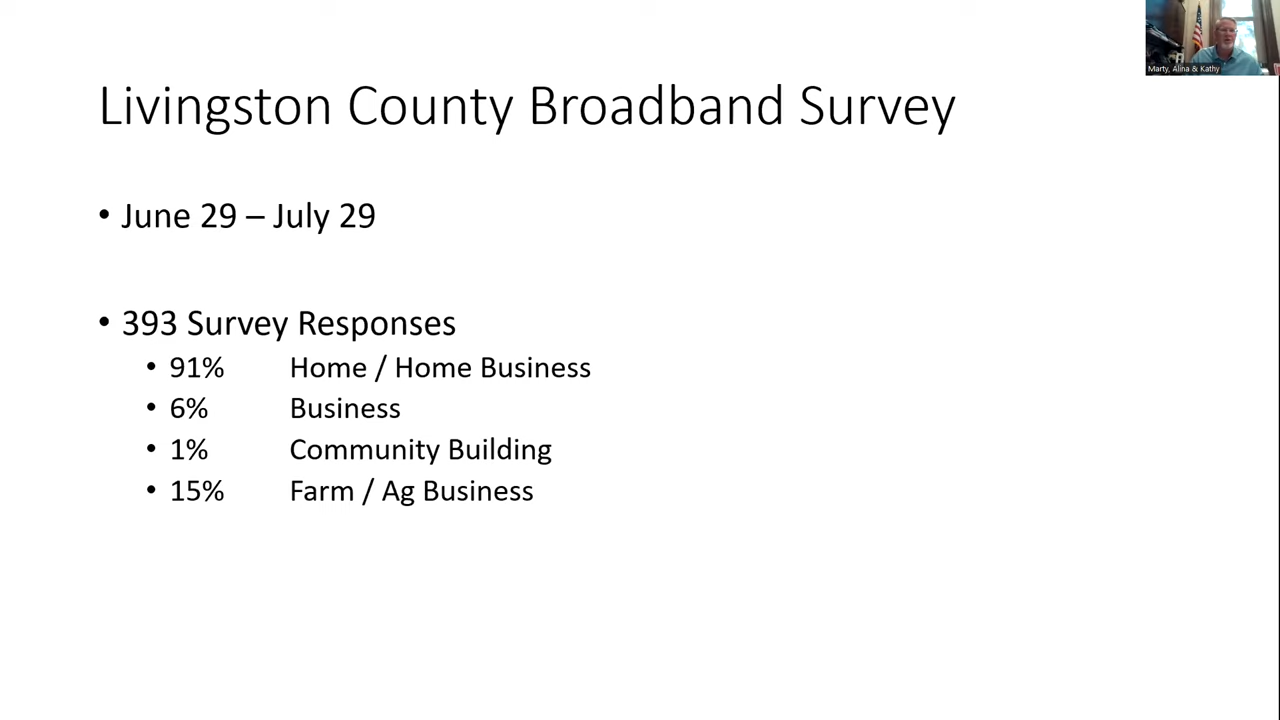 Marty, Alina & Kathy
Livingston County Broadband Survey
• June 29 – July 29
• 393 Survey Responses
• 91% Home / Home Business
• 6% Business
• 1% Community Building
• 15% Farm / Ag Business